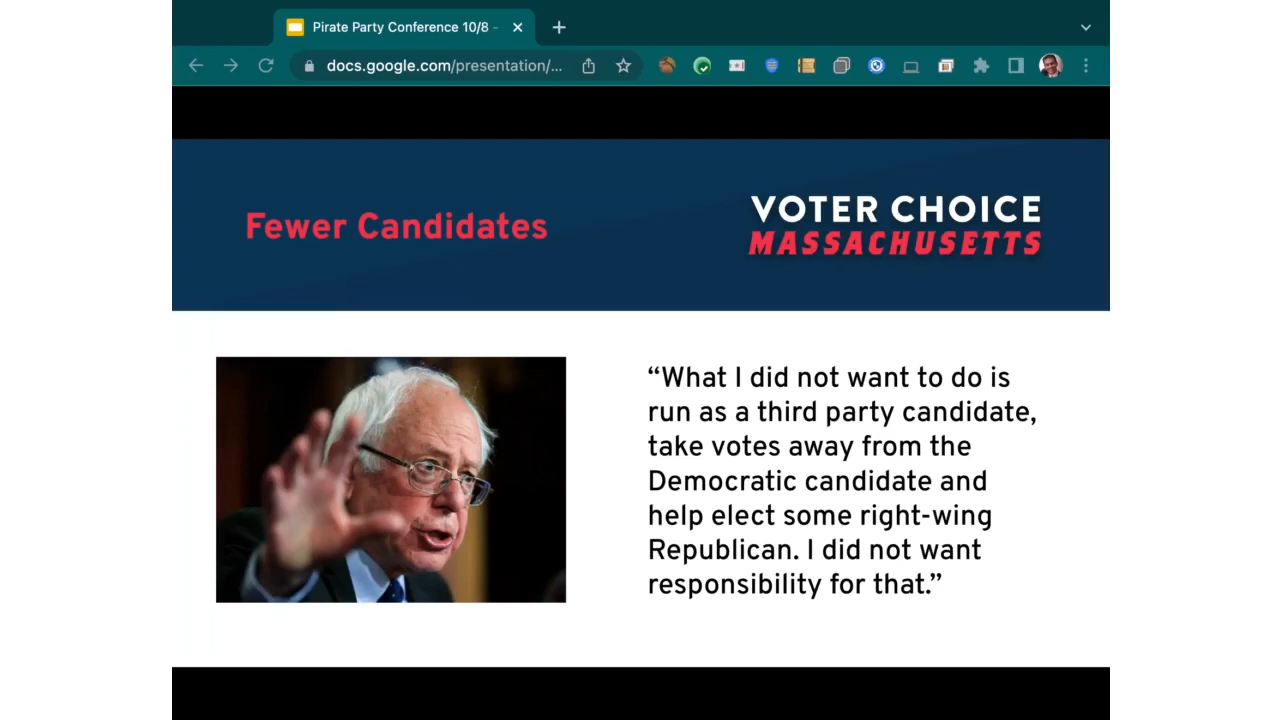 Pirate Party Conference 10/8 -
docs.google.com/presentation/...
Fewer Candidates
VOTER CHOICE
MASSACHUSETTS
“What I did not want to do is
run as a third party candidate,
take votes away from the
Democratic candidate and
help elect some right-wing
Republican. I did not want
responsibility for that.”